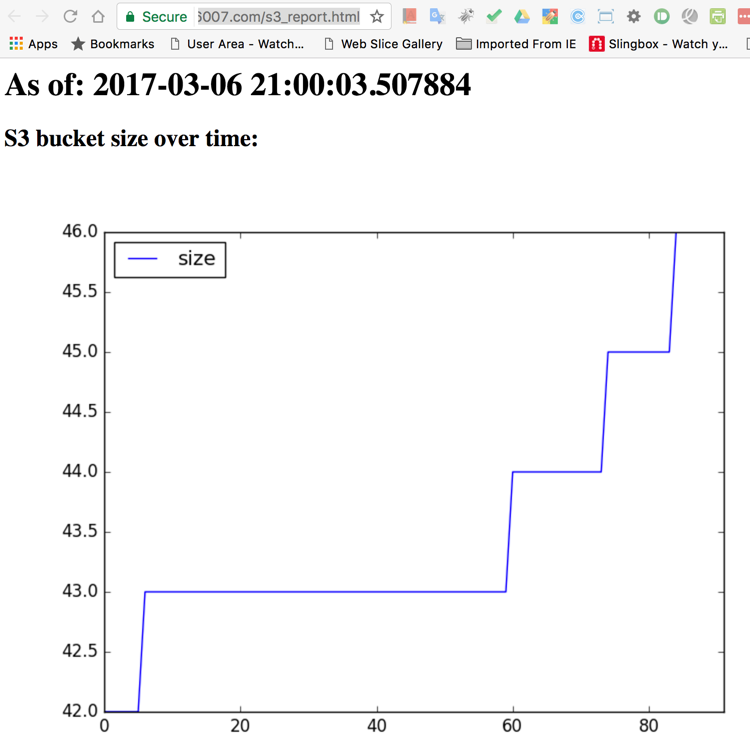 Secure 6007.com/s3_report.html
Apps Bookmarks User Area - Watch... Web Slice Gallery Imported From IE Slingbox - Watch y...
As of: 2017-03-06 21:00:03.507884
S3 bucket size over time:
46.0
size
45.5
45.0
44.5
44.0
43.5
43.0
42.5
42.0
0 20 40 60 80